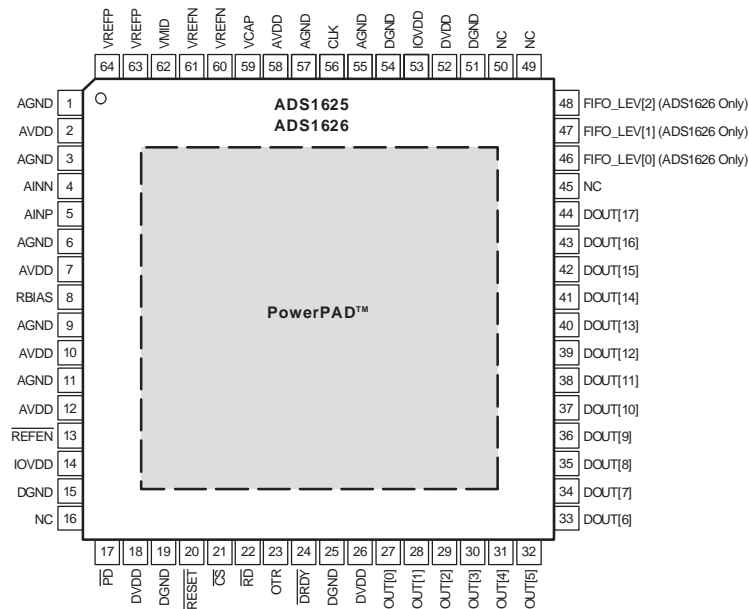 VREFP
VREFP
VMID
VREFN
VREFN
VCAP
AVDD
AGND
CLK
AGND
DGND
IOVDD
DVDD
DGND
NC
NC
64 63 62 61 60 59 58 57 56 55 54 53 52 51 50 49
ADS1625
ADS1626
PowerPAD™
AGND 1
AVDD 2
AGND 3
AINN 4
AINP 5
AGND 6
AVDD 7
RBIAS 8
AGND 9
AVDD 10
AGND 11
AVDD 12
REFEN 13
IOVDD 14
DGND 15
NC 16
48 FIFO_LEV[2] (ADS1626 Only)
47 FIFO_LEV[1] (ADS1626 Only)
46 FIFO_LEV[0] (ADS1626 Only)
45 NC
44 DOUT[17]
43 DOUT[16]
42 DOUT[15]
41 DOUT[14]
40 DOUT[13]
39 DOUT[12]
38 DOUT[11]
37 DOUT[10]
36 DOUT[9]
35 DOUT[8]
34 DOUT[7]
33 DOUT[6]
17 18 19 20 21 22 23 24 25 26 27 28 29 30 31 32
PD
DVDD
DGND
RESET
CS
RD
OTR
DRDY
DGND
DVDD
OUT[0]
OUT[1]
OUT[2]
OUT[3]
OUT[4]
OUT[5]